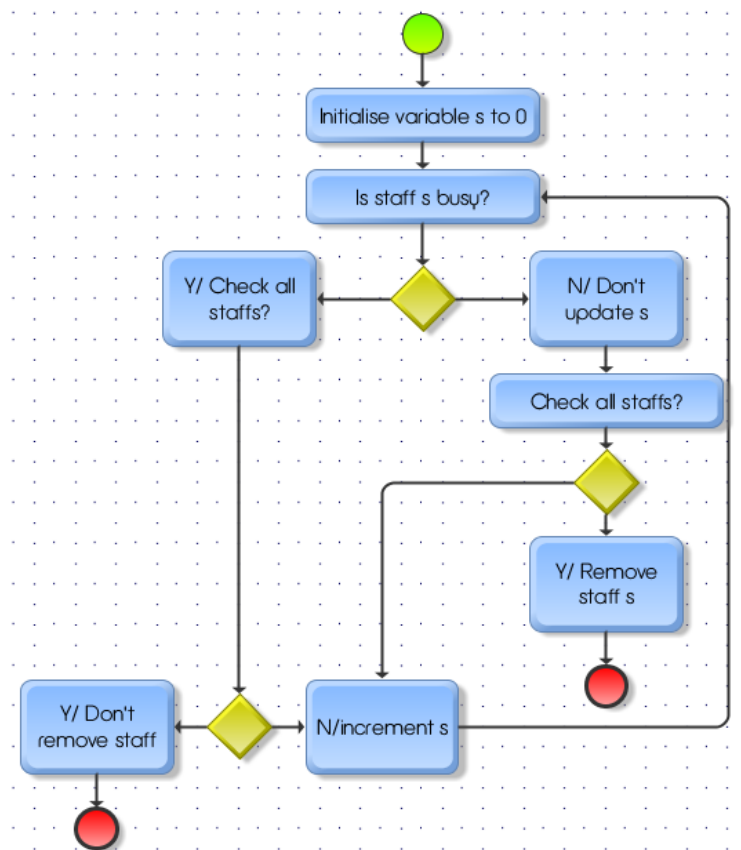 Initialise variable s to 0
Is staff s busy?
Y/ Check all
staffs?
N/ Don't
update s
Check all staffs?
Y/ Remove
staff s
Y/ Don't
remove staff
N/increment s